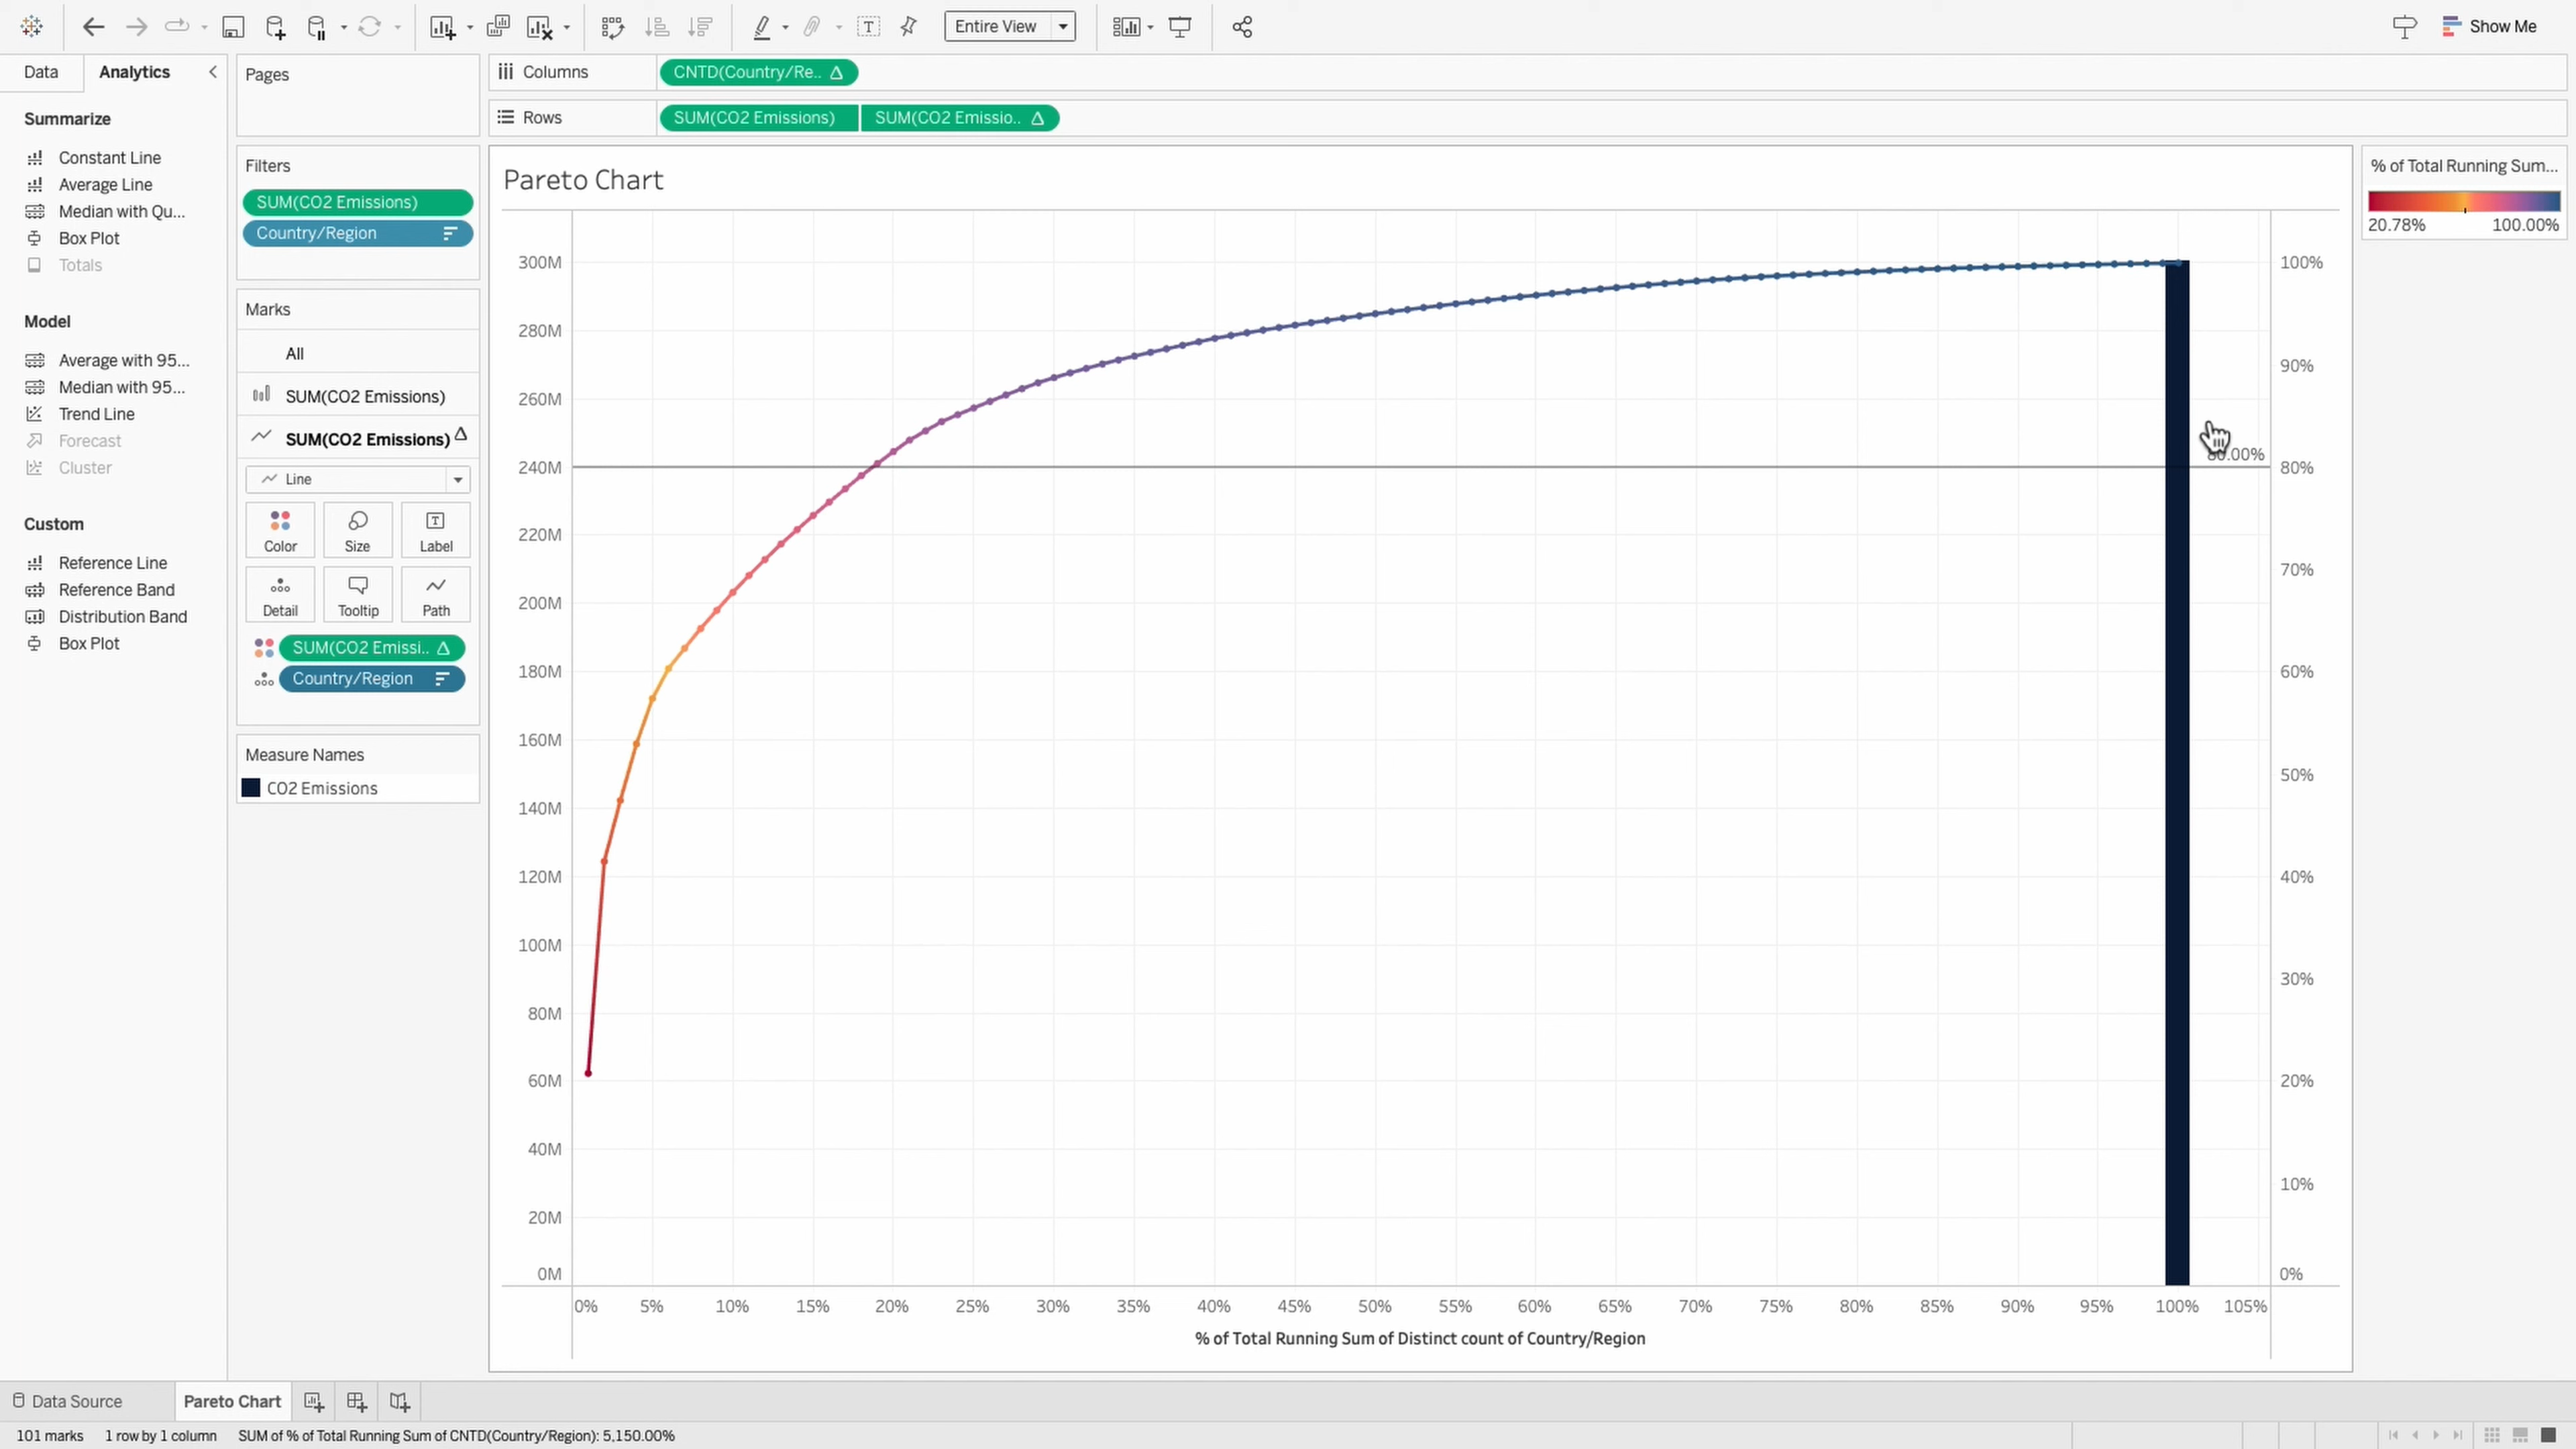 Entire View
Show Me
Data
Analytics
Summarize
Constant Line
Average Line
Median with Qu...
Box Plot
Totals
Model
Average with 95...
Median with 95...
Trend Line
Forecast
Cluster
Custom
Reference Line
Reference Band
Distribution Band
Box Plot
Pages
Filters
SUM(CO2 Emissions)
Country/Region
Marks
All
SUM(CO2 Emissions)
SUM(CO2 Emissions)
Line
Color
Size
Label
Detail
Tooltip
Path
SUM(CO2 Emissi..
Country/Region
Measure Names
CO2 Emissions
Columns
CNTD(Country/Re..
Rows
SUM(CO2 Emissions)
SUM(CO2 Emissio..
Pareto Chart
300M
280M
260M
240M
220M
200M
180M
160M
140M
120M
100M
80M
60M
40M
20M
0M
100%
90%
80%
70%
60%
50%
40%
30%
20%
10%
0%
0%
5%
10%
15%
20%
25%
30%
35%
40%
45%
50%
55%
60%
65%
70%
75%
80%
85%
90%
95%
100%
105%
% of Total Running Sum of Distinct count of Country/Region
% of Total Running Sum...
20.78%
100.00%
Data Source
Pareto Chart
101 marks
1 row by 1 column
SUM of % of Total Running Sum of CNTD(Country/Region): 5,150.00%